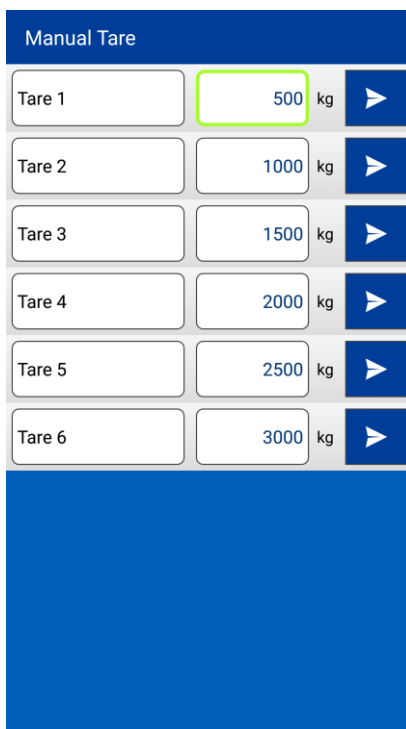 Manual Tare
Tare 1 500 kg
Tare 2 1000 kg
Tare 3 1500 kg
Tare 4 2000 kg
Tare 5 2500 kg
Tare 6 3000 kg